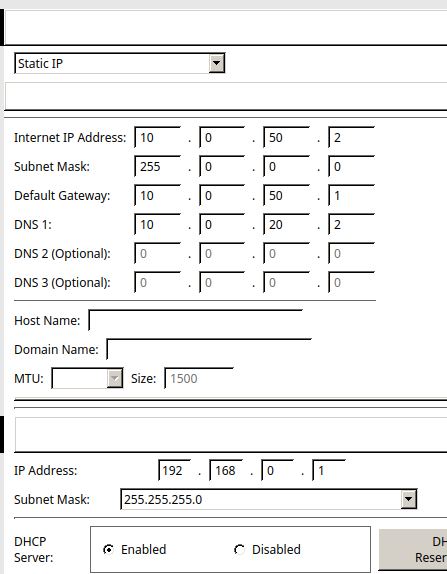 Static IP
Internet IP Address: 10 . 0 . 50 . 2
Subnet Mask: 255 . 0 . 0 . 0
Default Gateway: 10 . 0 . 50 . 1
DNS 1: 10 . 0 . 20 . 2
DNS 2 (Optional): 0 . 0 . 0 . 0
DNS 3 (Optional): 0 . 0 . 0 . 0
Host Name:
Domain Name:
MTU: Size: 1500
IP Address: 192 . 168 . 0 . 1
Subnet Mask: 255.255.255.0
DHCP Server: Enabled Disabled DH
Reser